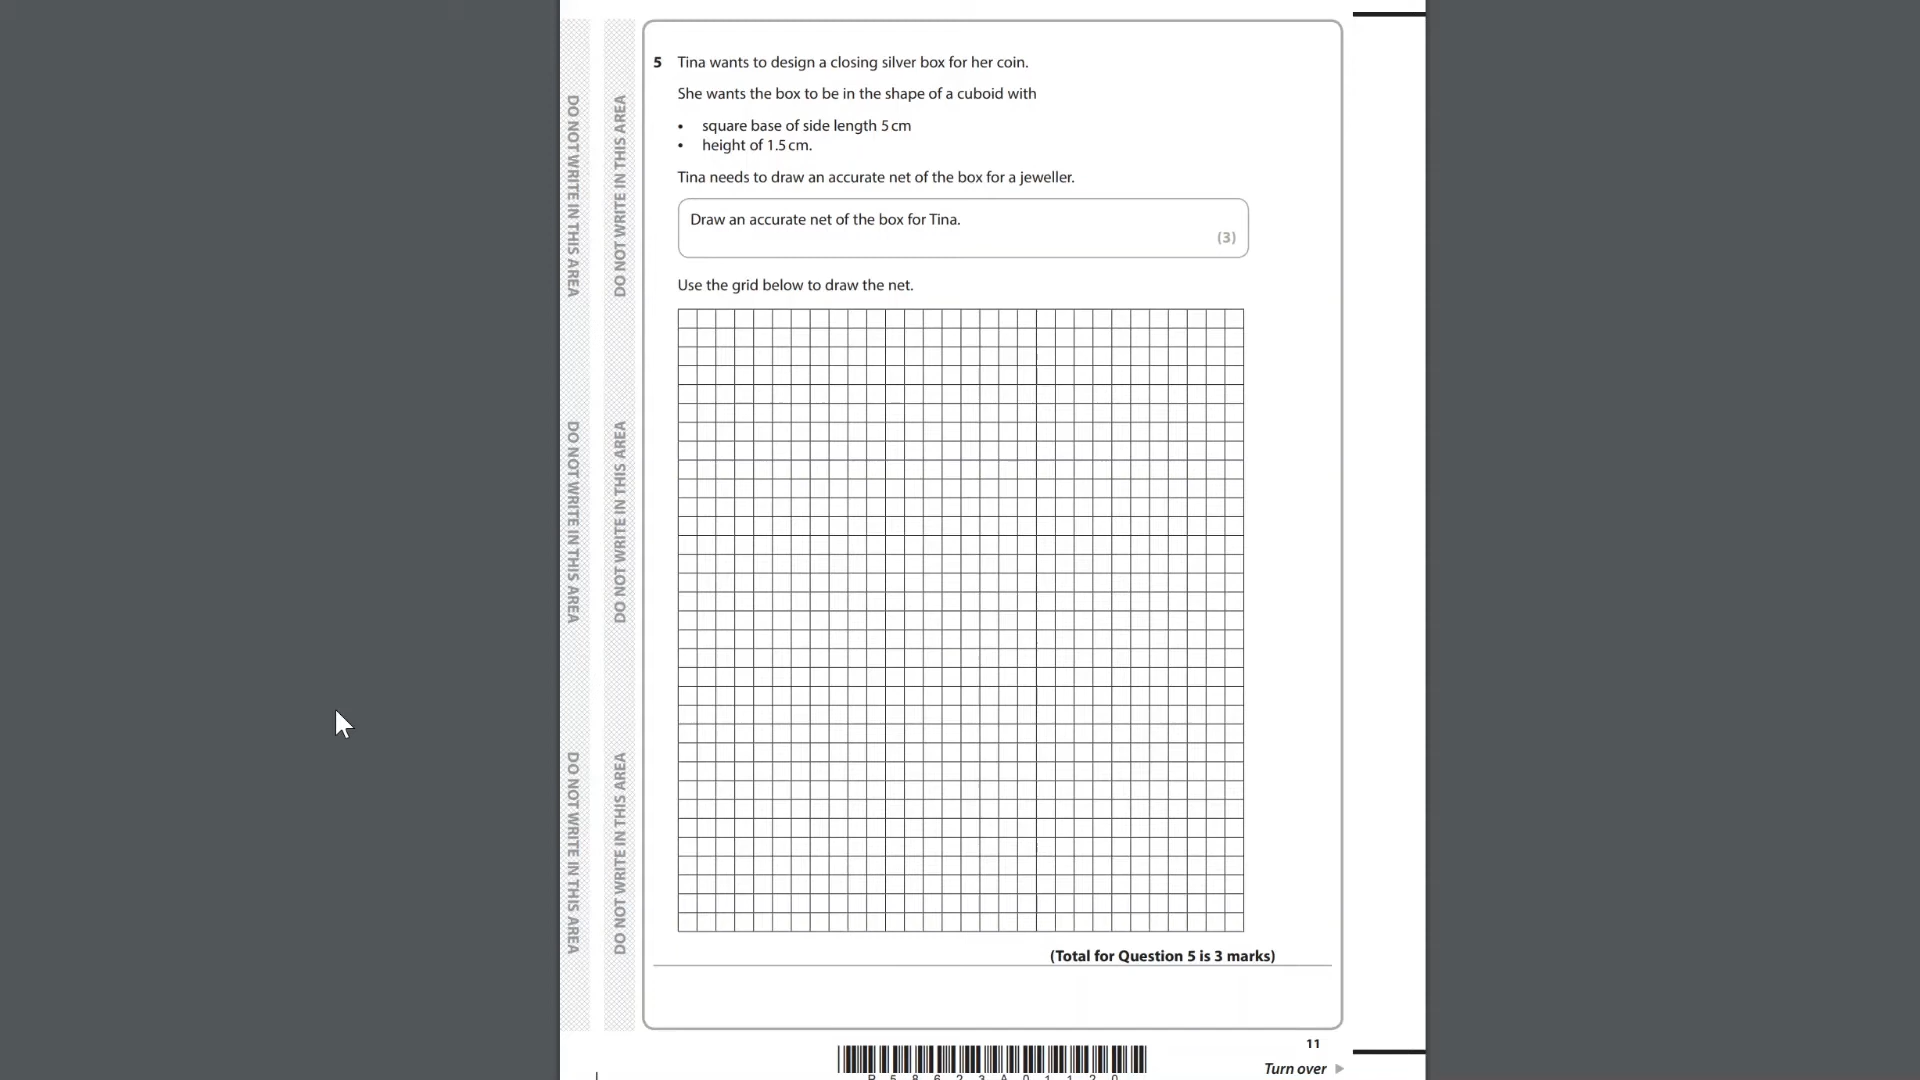 5 Tina wants to design a closing silver box for her coin.
She wants the box to be in the shape of a cuboid with
• square base of side length 5 cm
• height of 1.5 cm.
Tina needs to draw an accurate net of the box for a jeweller.
Draw an accurate net of the box for Tina.
(3)
Use the grid below to draw the net.
(Total for Question 5 is 3 marks)
11
Turn over
DO NOT WRITE IN THIS AREA
DO NOT WRITE IN THIS AREA
DO NOT WRITE IN THIS AREA
DO NOT WRITE IN THIS AREA
DO NOT WRITE IN THIS AREA
DO NOT WRITE IN THIS AREA